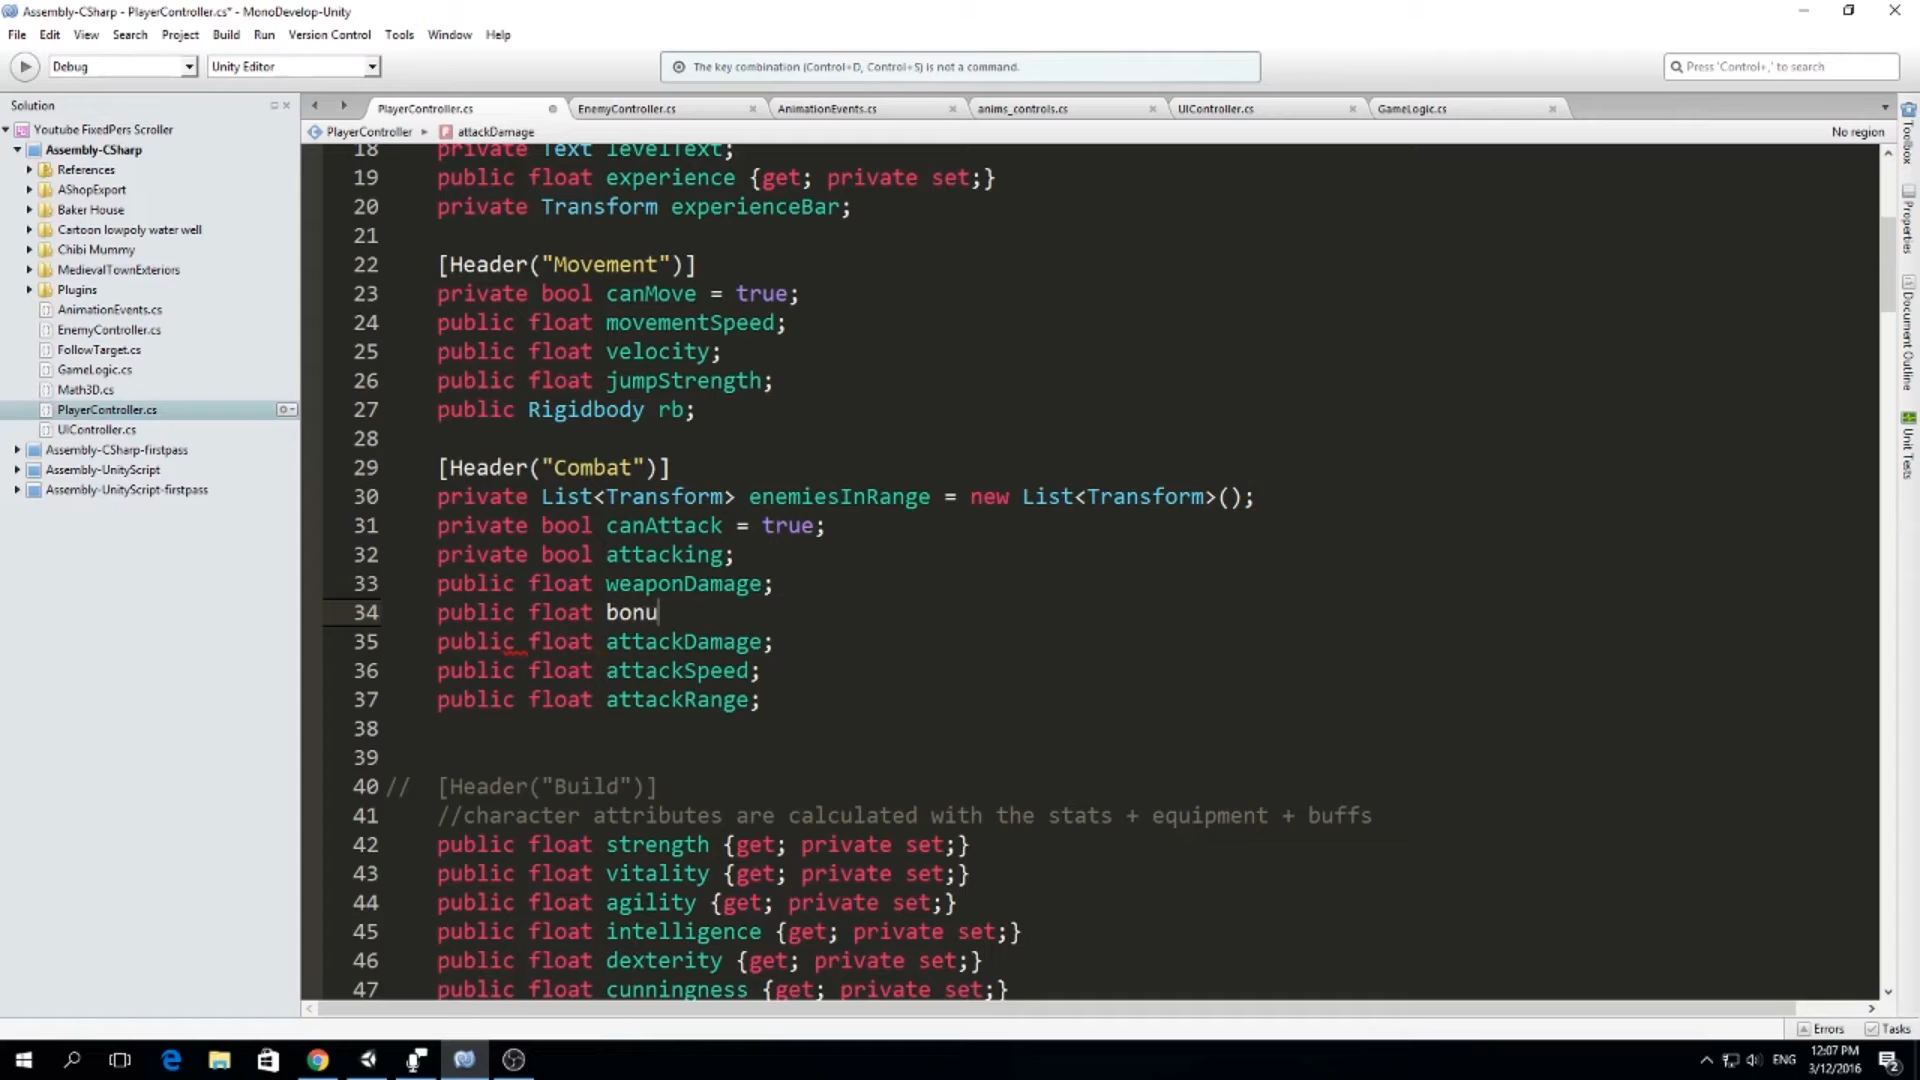 Assembly-CSharp - PlayerController.cs* - MonoDevelop-Unity
File Edit View Search Project Build Run Version Control Tools Window Help
Debug Unity Editor The key combination (Control+D, Control+S) is not a command. Press 'Control+,' to search
Solution
PlayerController.cs EnemyController.cs AnimationEvents.cs anims_controls.cs UIController.cs GameLogic.cs
PlayerController attackDamage No region
Youtube FixedPers Scroller
Assembly-CSharp
References
AShopExport
Baker House
Cartoon lowpoly water well
Chibi Mummy
MedievalTownExteriors
Plugins
AnimationEvents.cs
EnemyController.cs
FollowTarget.cs
GameLogic.cs
Math3D.cs
PlayerController.cs
UIController.cs
Assembly-CSharp-firstpass
Assembly-UnityScript
Assembly-UnityScript-firstpass
18 private Text levelText;
19 public float experience {get; private set;}
20 private Transform experienceBar;
21
22 [Header("Movement")]
23 private bool canMove = true;
24 public float movementSpeed;
25 public float velocity;
26 public float jumpStrength;
27 public Rigidbody rb;
28
29 [Header("Combat")]
30 private List<Transform> enemiesInRange = new List<Transform>();
31 private bool canAttack = true;
32 private bool attacking;
33 public float weaponDamage;
34 public float bonu
35 public float attackDamage;
36 public float attackSpeed;
37 public float attackRange;
38
39
40 // [Header("Build")]
41 //character attributes are calculated with the stats + equipment + buffs
42 public float strength {get; private set;}
43 public float vitality {get; private set;}
44 public float agility {get; private set;}
45 public float intelligence {get; private set;}
46 public float dexterity {get; private set;}
47 public float cunningness {get; private set;}
Toolbox
Properties
Document Outline
Unit Tests
Errors Tasks
ENG
12:07 PM
3/12/2016
2